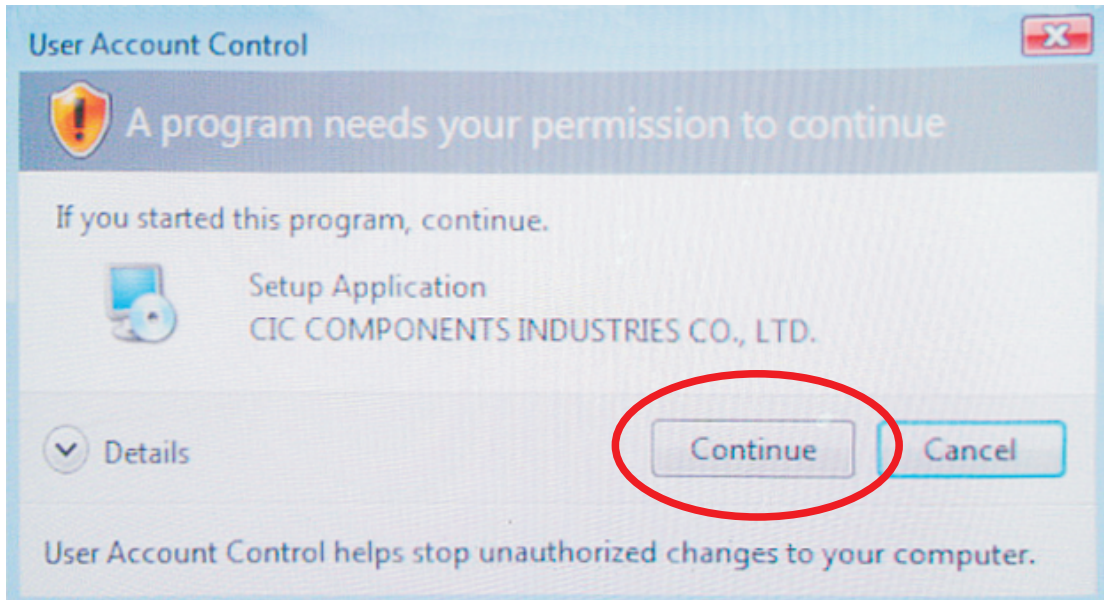 User Account Control
A program needs your permission to continue
If you started this program, continue.
Setup Application
CIC COMPONENTS INDUSTRIES CO., LTD.
Details
Continue
Cancel
User Account Control helps stop unauthorized changes to your computer.